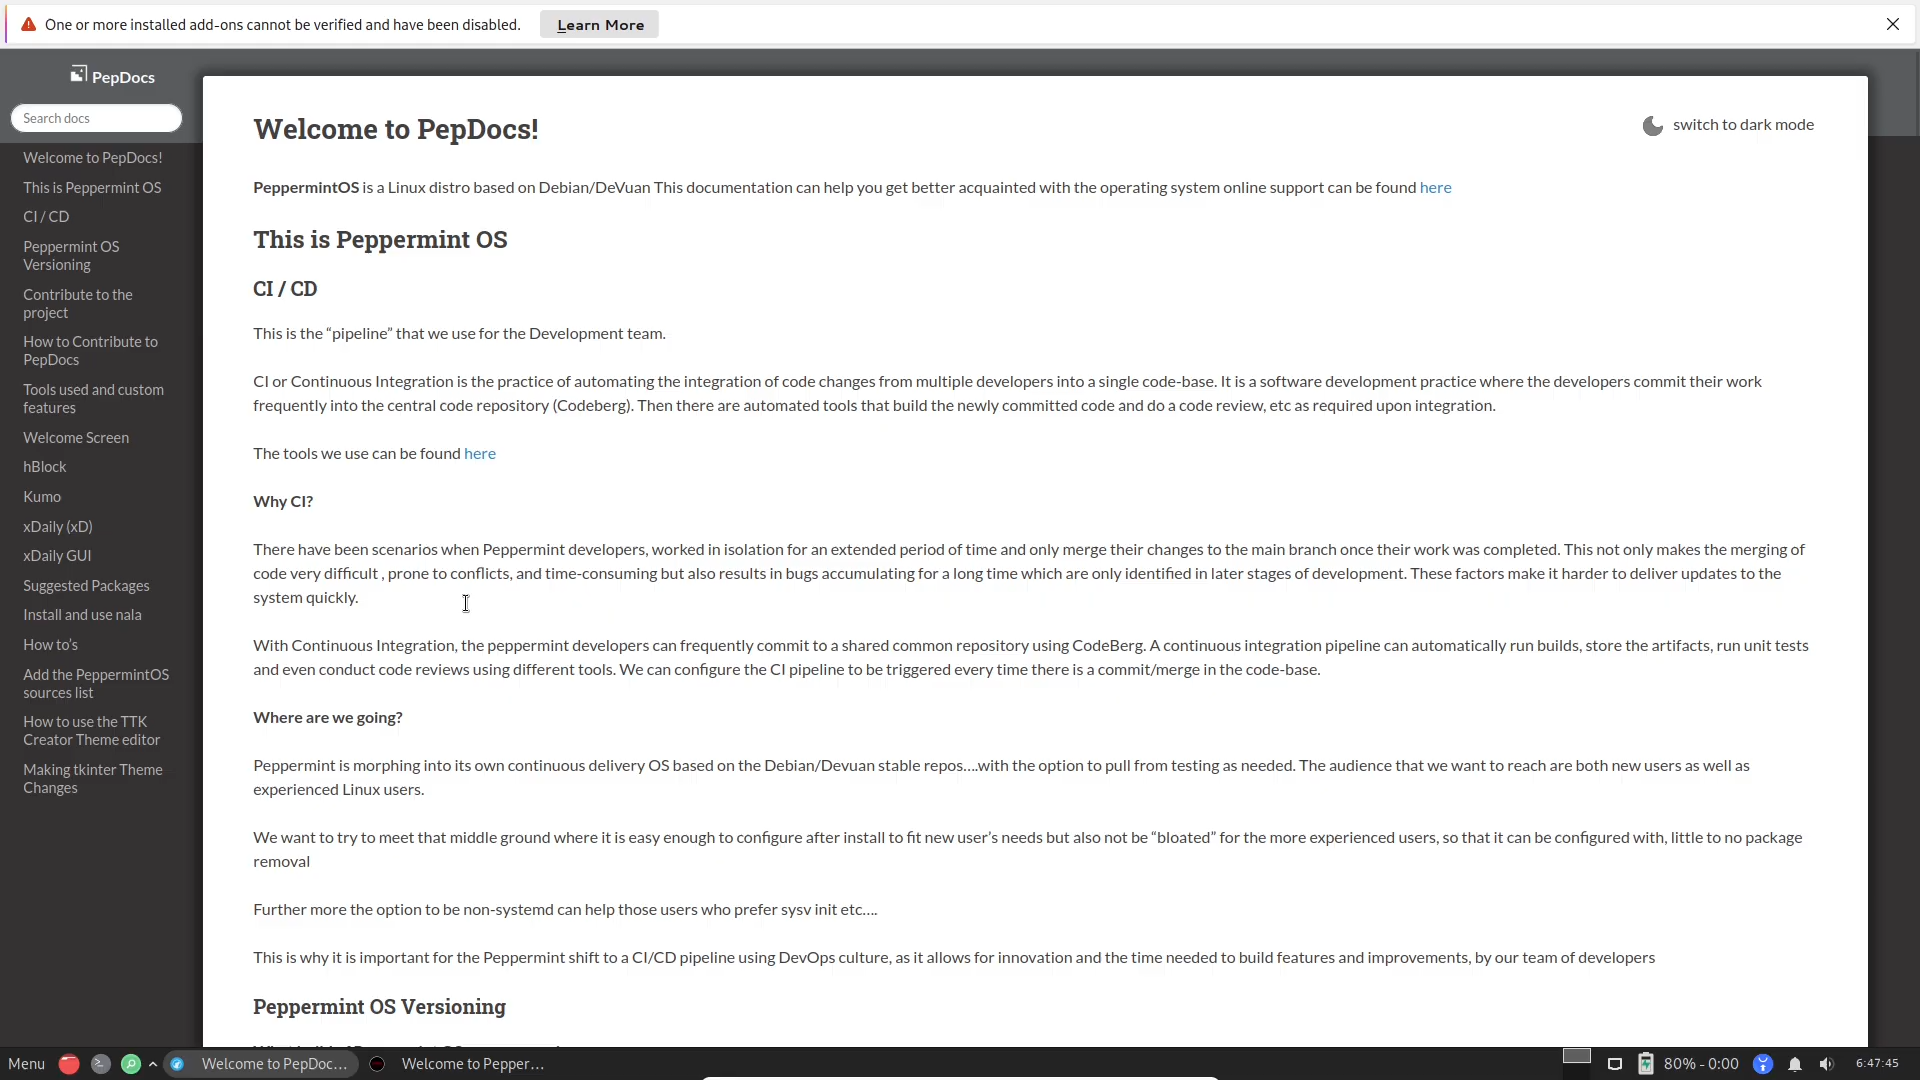 One or more installed add-ons cannot be verified and have been disabled.
Learn More
PepDocs
Search docs
Welcome to PepDocs!
This is Peppermint OS
CI / CD
Peppermint OS
Versioning
Contribute to the
project
How to Contribute to
PepDocs
Tools used and custom
features
Welcome Screen
hBlock
Kumo
xDaily (xD)
xDaily GUI
Suggested Packages
Install and use nala
How to's
Add the PeppermintOS
sources list
How to use the TTK
Creator Theme editor
Making tkinter Theme
Changes
Welcome to PepDocs!
switch to dark mode
PeppermintOS is a Linux distro based on Debian/DeVuan This documentation can help you get better acquainted with the operating system online support can be found here
This is Peppermint OS
CI / CD
This is the “pipeline” that we use for the Development team.
CI or Continuous Integration is the practice of automating the integration of code changes from multiple developers into a single code-base. It is a software development practice where the developers commit their work
frequently into the central code repository (Codeberg). Then there are automated tools that build the newly committed code and do a code review, etc as required upon integration.
The tools we use can be found here
Why CI?
There have been scenarios when Peppermint developers, worked in isolation for an extended period of time and only merge their changes to the main branch once their work was completed. This not only makes the merging of
code very difficult , prone to conflicts, and time-consuming but also results in bugs accumulating for a long time which are only identified in later stages of development. These factors make it harder to deliver updates to the
system quickly.
With Continuous Integration, the peppermint developers can frequently commit to a shared common repository using CodeBerg. A continuous integration pipeline can automatically run builds, store the artifacts, run unit tests
and even conduct code reviews using different tools. We can configure the CI pipeline to be triggered every time there is a commit/merge in the code-base.
Where are we going?
Peppermint is morphing into its own continuous delivery OS based on the Debian/Devuan stable repos….with the option to pull from testing as needed. The audience that we want to reach are both new users as well as
experienced Linux users.
We want to try to meet that middle ground where it is easy enough to configure after install to fit new user’s needs but also not be “bloated” for the more experienced users, so that it can be configured with, little to no package
removal
Further more the option to be non-systemd can help those users who prefer sysv init etc….
This is why it is important for the Peppermint shift to a CI/CD pipeline using DevOps culture, as it allows for innovation and the time needed to build features and improvements, by our team of developers
Peppermint OS Versioning
Menu
Welcome to PepDoc...
Welcome to Pepper...
80% - 0:00
6:47:45